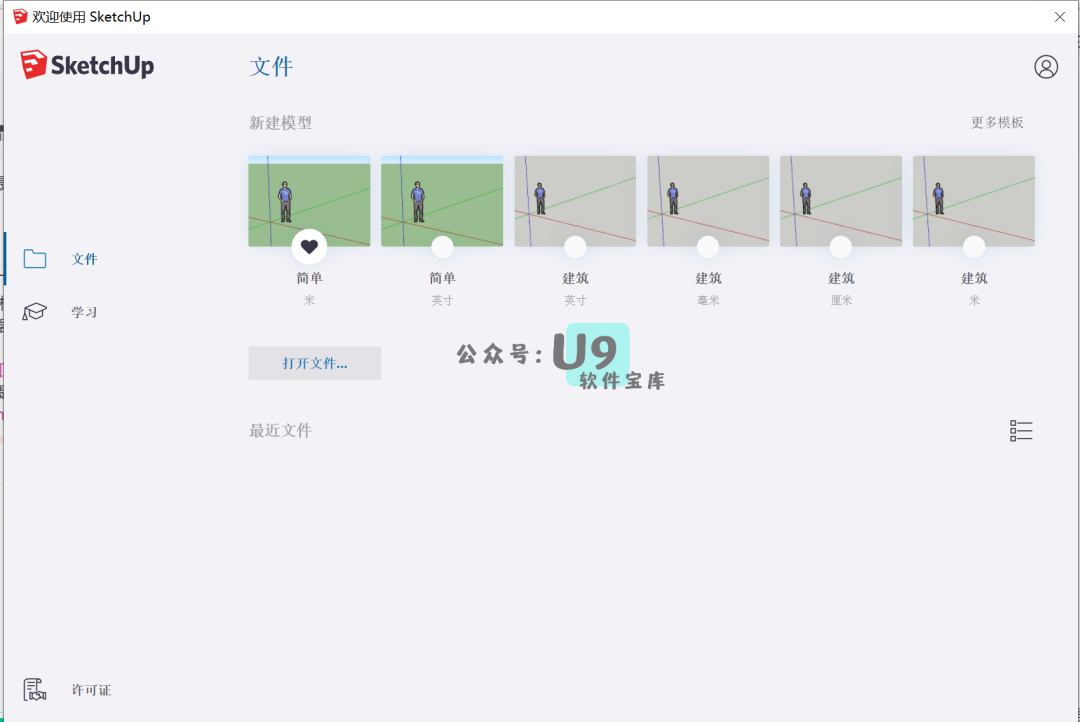 欢迎使用 SketchUp
SketchUp
文件
新建模型
更多模板
简单
米
简单
英寸
建筑
英寸
建筑
毫米
建筑
厘米
建筑
米
文件
学习
打开文件...
公众号: U9
软件宝库
最近文件
许可证